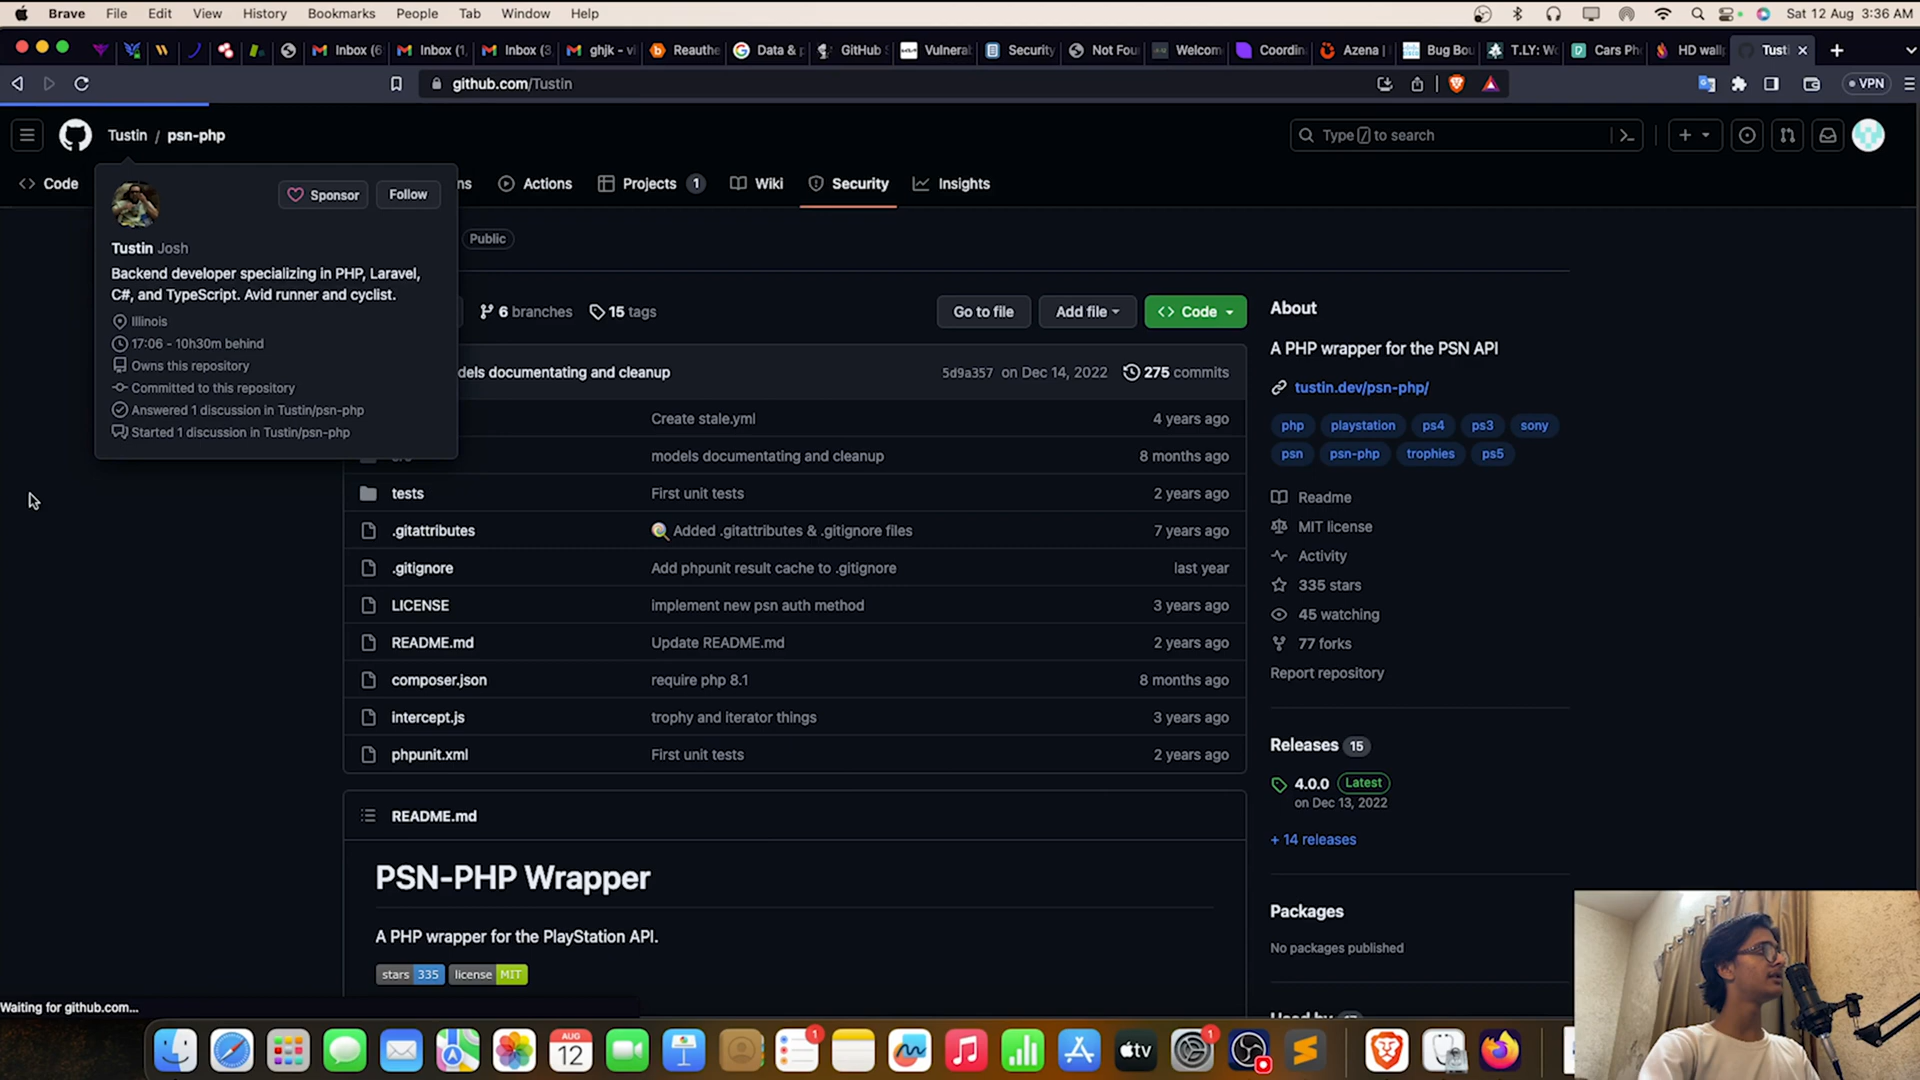 Brave File Edit View History Bookmarks People Tab Window Help Sat 12 Aug 3:36 AM
Inbox (6 Inbox (1, Inbox (3, ghjk - vi Reauthe Data & p GitHub S Vulnerab Security Not Fou Welcom Coordin Azena | Bug Bou T.LY: W Cars Ph HD wallp Tusti
github.com/Tustin VPN
Tustin / psn-php Type / to search
Code ns Actions Projects 1 Wiki Security Insights
Sponsor Follow
Tustin Josh
Backend developer specializing in PHP, Laravel,
C#, and TypeScript. Avid runner and cyclist.
Illinois
17:06 - 10h30m behind
Owns this repository
Committed to this repository
Answered 1 discussion in Tustin/psn-php
Started 1 discussion in Tustin/psn-php
Public
6 branches 15 tags Go to file Add file Code
dels documentating and cleanup 5d9a357 on Dec 14, 2022 275 commits
Create stale.yml 4 years ago
models documentating and cleanup 8 months ago
tests First unit tests 2 years ago
.gitattributes Added .gitattributes & .gitignore files 7 years ago
.gitignore Add phpunit result cache to .gitignore last year
LICENSE implement new psn auth method 3 years ago
README.md Update README.md 2 years ago
composer.json require php 8.1 8 months ago
intercept.js trophy and iterator things 3 years ago
phpunit.xml First unit tests 2 years ago
README.md
PSN-PHP Wrapper
A PHP wrapper for the PlayStation API.
stars 335 license MIT
About
A PHP wrapper for the PSN API
tustin.dev/psn-php/
php playstation ps4 ps3 sony
psn psn-php trophies ps5
Readme
MIT license
Activity
335 stars
45 watching
77 forks
Report repository
Releases 15
4.0.0 Latest
on Dec 13, 2022
+ 14 releases
Packages
No packages published
Waiting for github.com...
AUG
12
1
tv
1